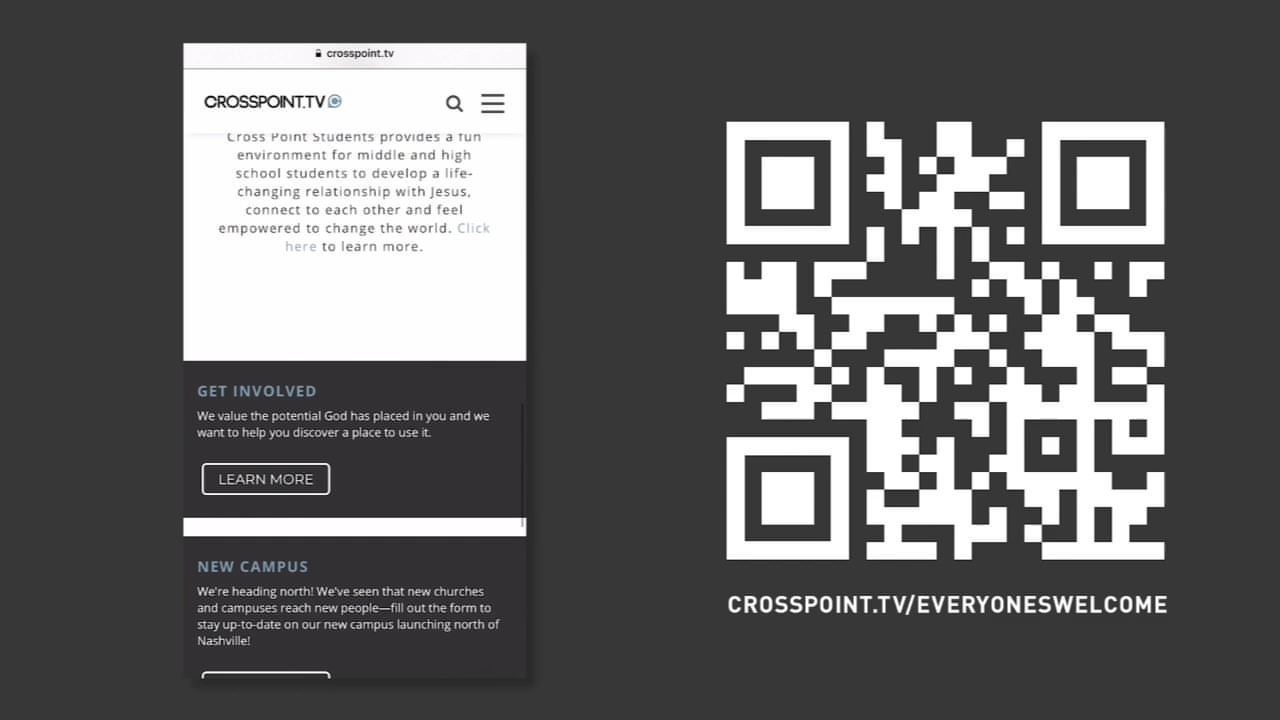 crosspoint.tv
CROSSPOINT.TV
Cross Point Students provides a fun
environment for middle and high
school students to develop a life-
changing relationship with Jesus,
connect to each other and feel
empowered to change the world. Click
here to learn more.
GET INVOLVED
We value the potential God has placed in you and we
want to help you discover a place to use it.
LEARN MORE
NEW CAMPUS
We're heading north! We've seen that new churches
and campuses reach new people—fill out the form to
stay up-to-date on our new campus launching north of
Nashville!
CROSSPOINT.TV/EVERYONESWELCOME